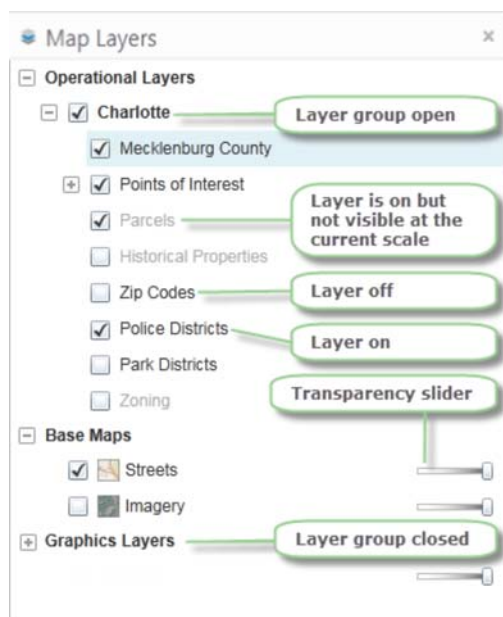 Map Layers
Operational Layers
Charlotte
Layer group open
Mecklenburg County
Points of Interest
Parcels
Layer is on but
not visible at the
current scale
Historical Properties
Zip Codes
Layer off
Police Districts
Layer on
Park Districts
Zoning
Transparency slider
Base Maps
Streets
Imagery
Graphics Layers
Layer group closed